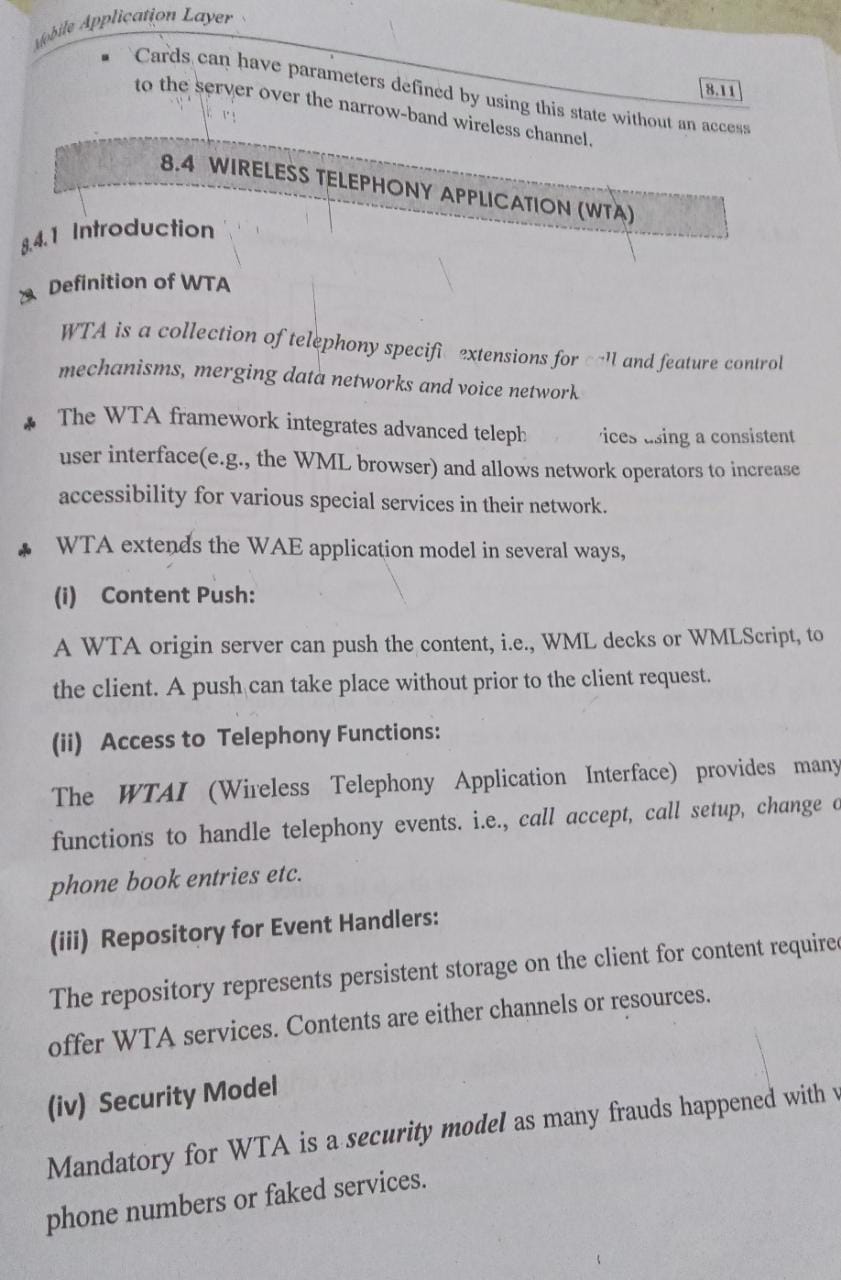 Mobile Application Layer
8.11
▪ Cards can have parameters defined by using this state without an access
to the server over the narrow-band wireless channel.
8.4 WIRELESS TELEPHONY APPLICATION (WTA)
8.4.1 Introduction
Definition of WTA
WTA is a collection of telephony specifi extensions for and feature control
mechanisms, merging data networks and voice network
♣ The WTA framework integrates advanced teleph ices using a consistent
user interface(e.g., the WML browser) and allows network operators to increase
accessibility for various special services in their network.
♣ WTA extends the WAE application model in several ways,
(i) Content Push:
A WTA origin server can push the content, i.e., WML decks or WMLScript, to
the client. A push can take place without prior to the client request.
(ii) Access to Telephony Functions:
The WTAI (Wireless Telephony Application Interface) provides many
functions to handle telephony events. i.e., call accept, call setup, change
phone book entries etc.
(iii) Repository for Event Handlers:
The repository represents persistent storage on the client for content require
offer WTA services. Contents are either channels or resources.
(iv) Security Model
Mandatory for WTA is a security model as many frauds happened with
phone numbers or faked services.